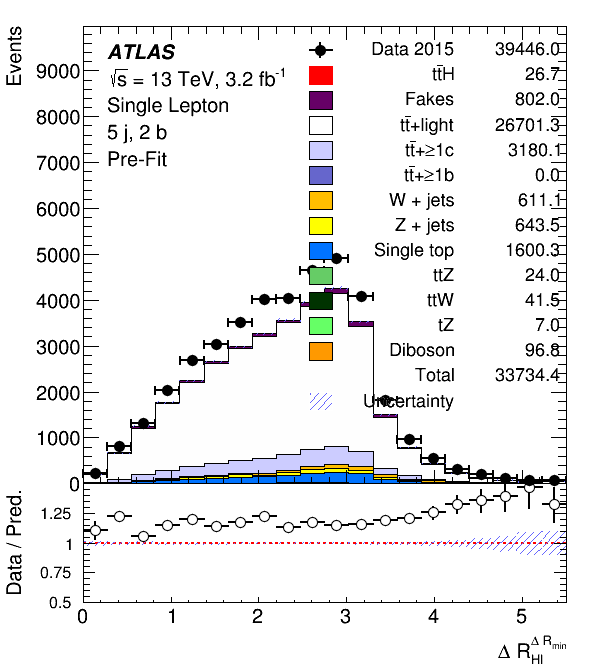 Events
ATLAS
√s = 13 TeV, 3.2 fb⁻¹
Single Lepton
5 j, 2 b
Pre-Fit
Data 2015 39446.0
tt̄H 26.7
Fakes 802.0
tt̄+light 26701.3
tt̄+≥1c 3180.1
tt̄+≥1b 0.0
W + jets 611.1
Z + jets 643.5
Single top 1600.3
ttZ 24.0
ttW 41.5
tZ 7.0
Diboson 96.8
Total 33734.4
Uncertainty
9000
8000
7000
6000
5000
4000
3000
2000
1000
0
Data / Pred.
1.25
1
0.75
0.5
0 1 2 3 4 5
Δ R_HI^Δ R_min